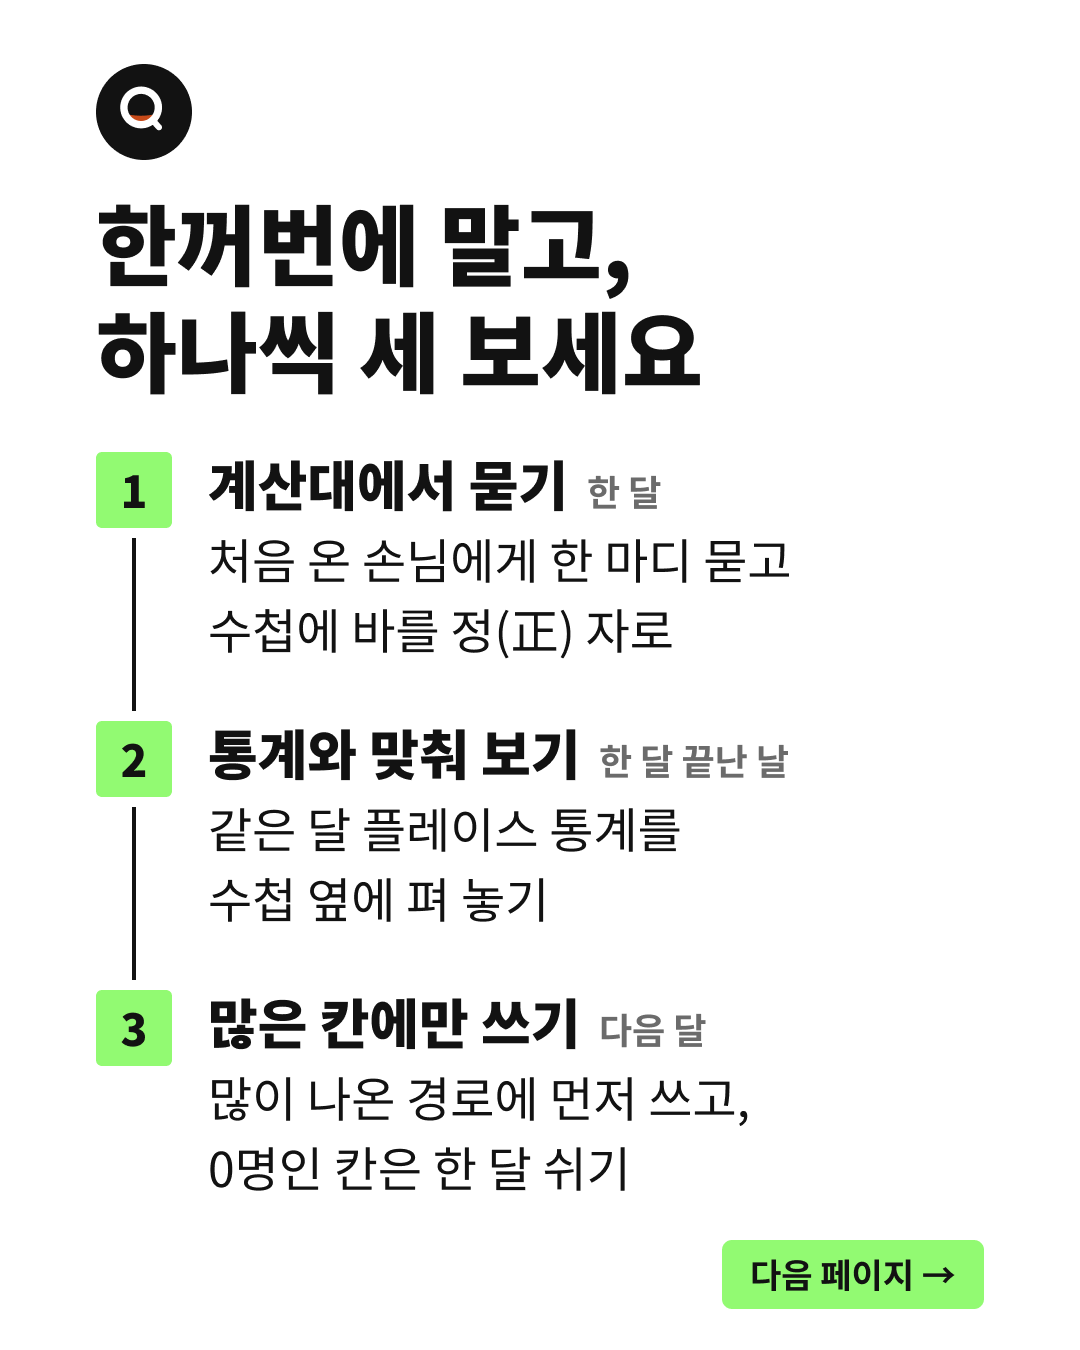 한꺼번에 말고,
하나씩 세 보세요
1 계산대에서 묻기 한 달
처음 온 손님에게 한 마디 묻고
수첩에 바를 정(正) 자로
2 통계와 맞춰 보기 한 달 끝난 날
같은 달 플레이스 통계를
수첩 옆에 펴 놓기
3 많은 칸에만 쓰기 다음 달
많이 나온 경로에 먼저 쓰고,
0명인 칸은 한 달 쉬기
다음 페이지 →